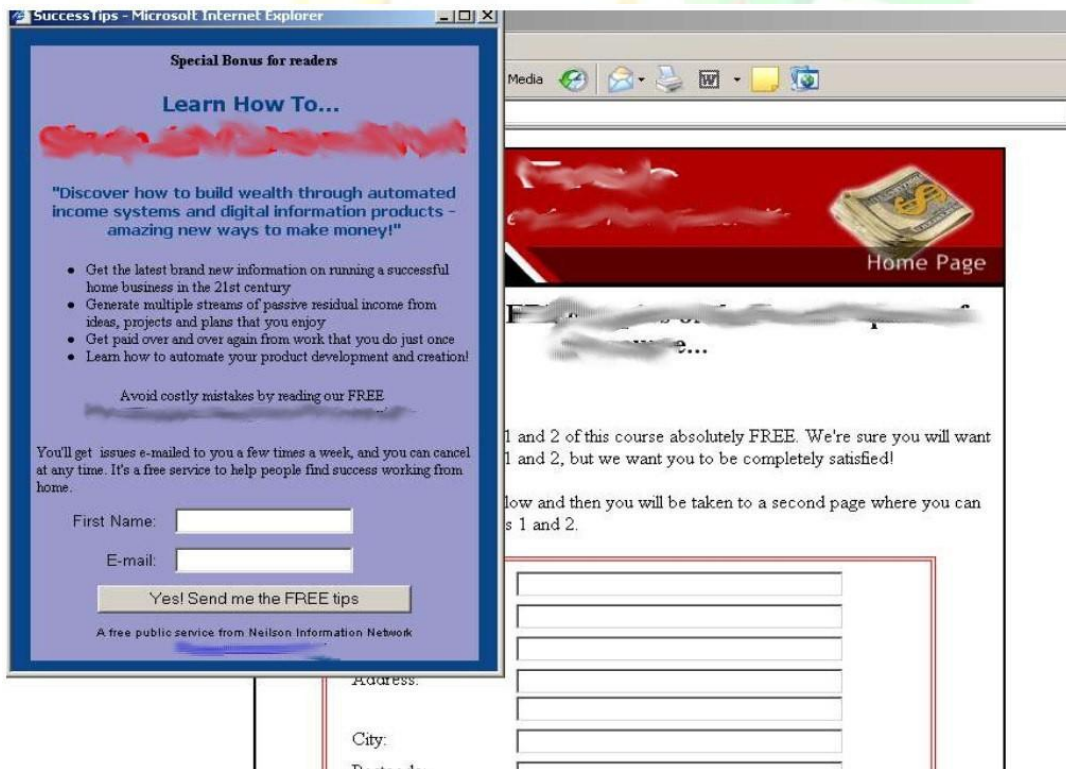 SuccessTips - Microsoft Internet Explorer
Special Bonus for readers
Learn How To...
"Discover how to build wealth through automated
income systems and digital information products -
amazing new ways to make money!"
Get the latest brand new information on running a successful
home business in the 21st century
Generate multiple streams of passive residual income from
ideas, projects and plans that you enjoy
Get paid over and over again from work that you do just once
Learn how to automate your product development and creation!
Avoid costly mistakes by reading our FREE
You'll get issues e-mailed to you a few times a week, and you can cancel
at any time. It's a free service to help people find success working from
home.
First Name:
E-mail:
Yes! Send me the FREE tips
A free public service from Neilson Information Network
Media
Home Page
1 and 2 of this course absolutely FREE. We're sure you will want
1 and 2, but we want you to be completely satisfied!
low and then you will be taken to a second page where you can
s 1 and 2.
Address:
City: